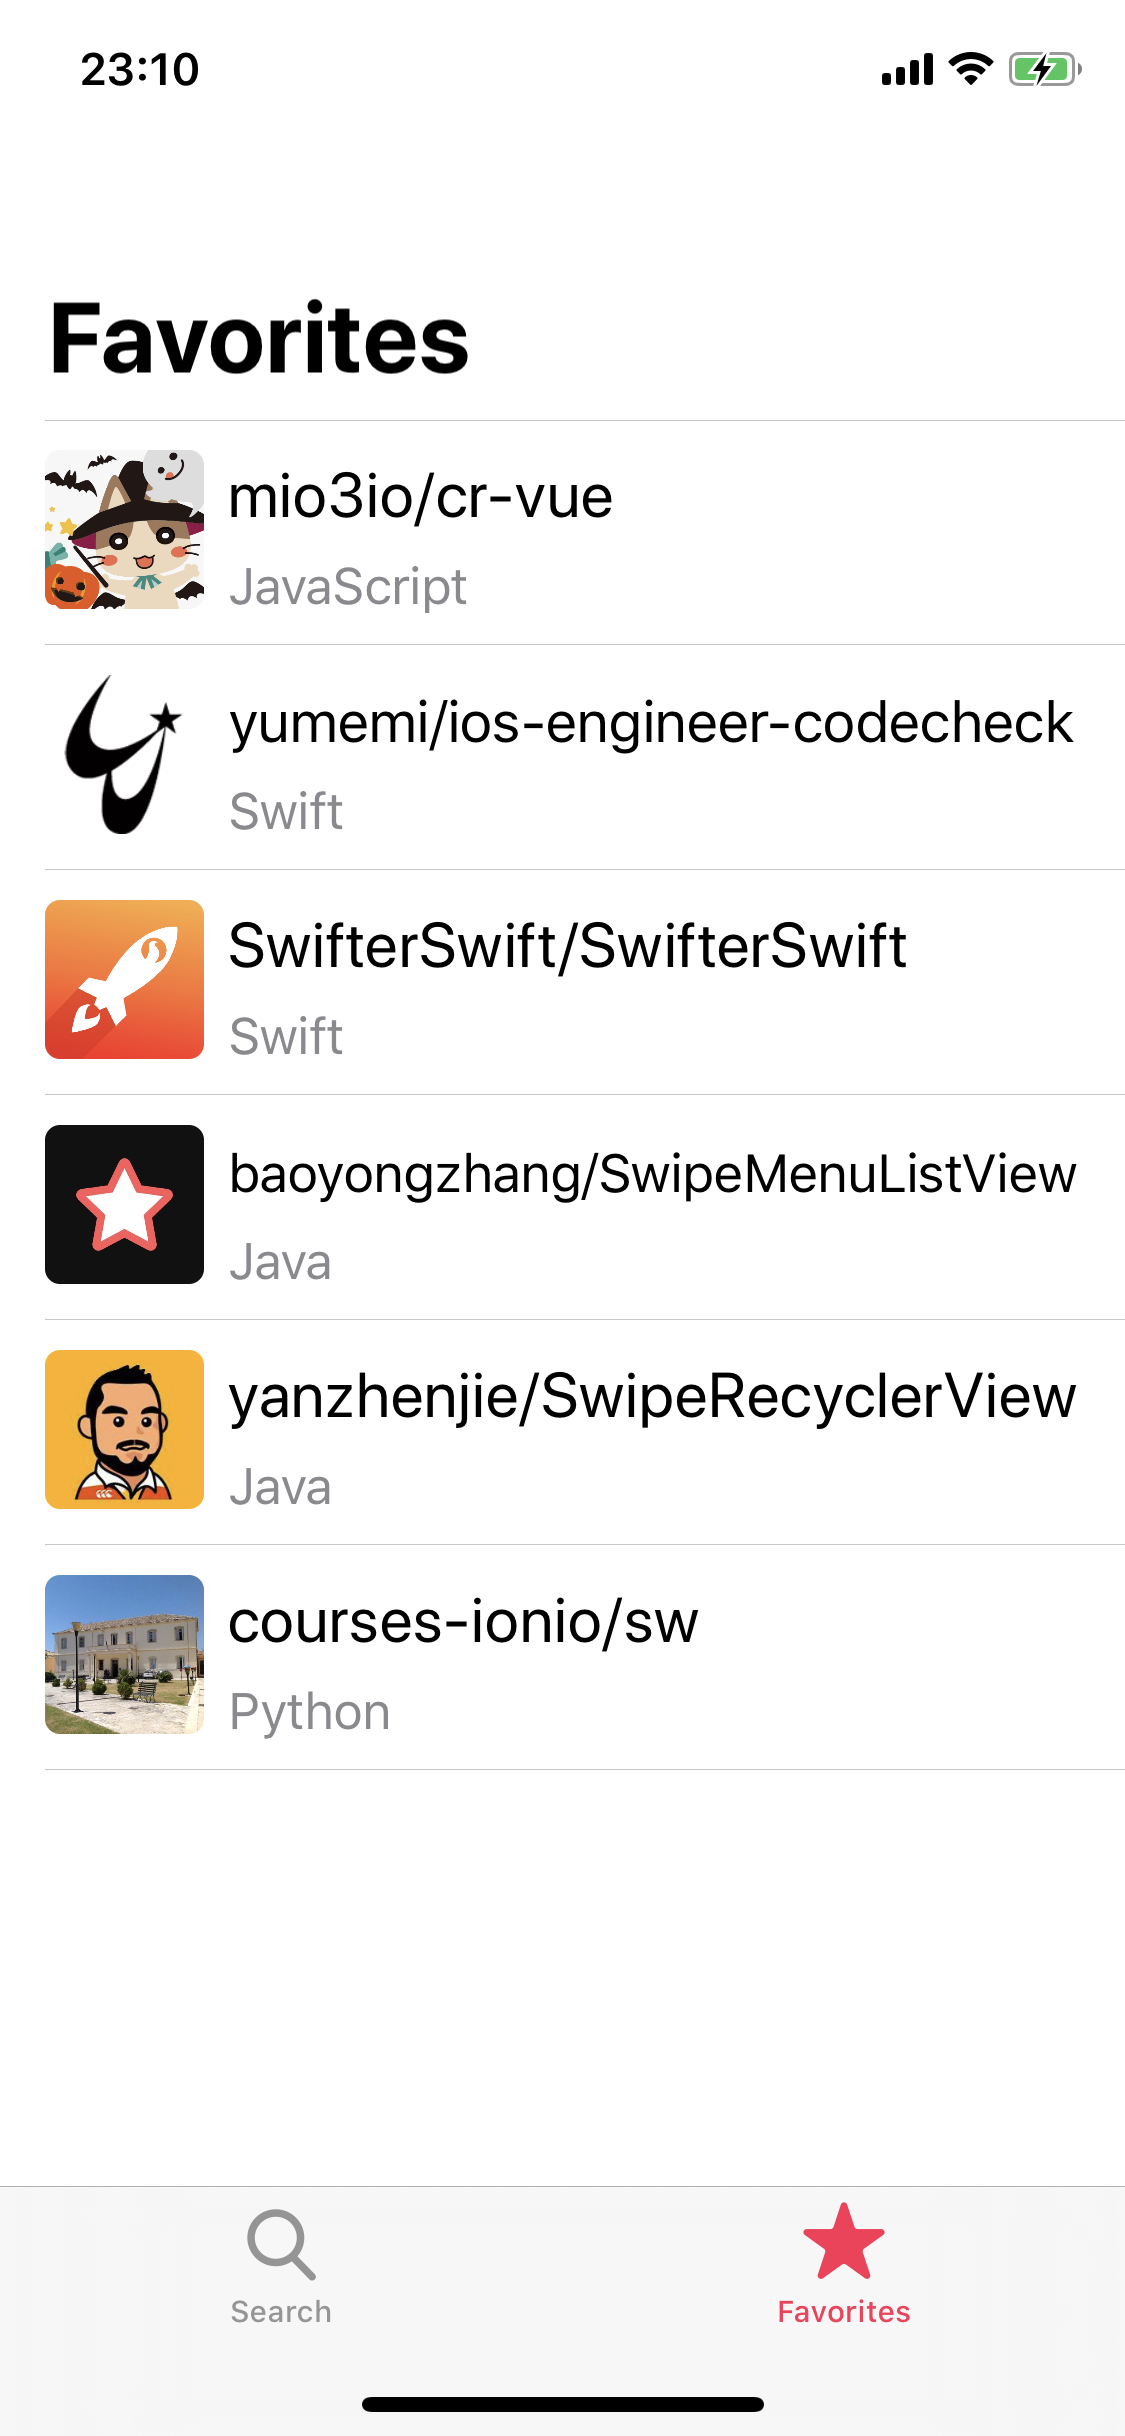 23:10
Favorites
mio3io/cr-vue
JavaScript
yumemi/ios-engineer-codecheck
Swift
SwifterSwift/SwifterSwift
Swift
baoyongzhang/SwipeMenuListView
Java
yanzhenjie/SwipeRecyclerView
Java
courses-ionio/sw
Python
Search
Favorites